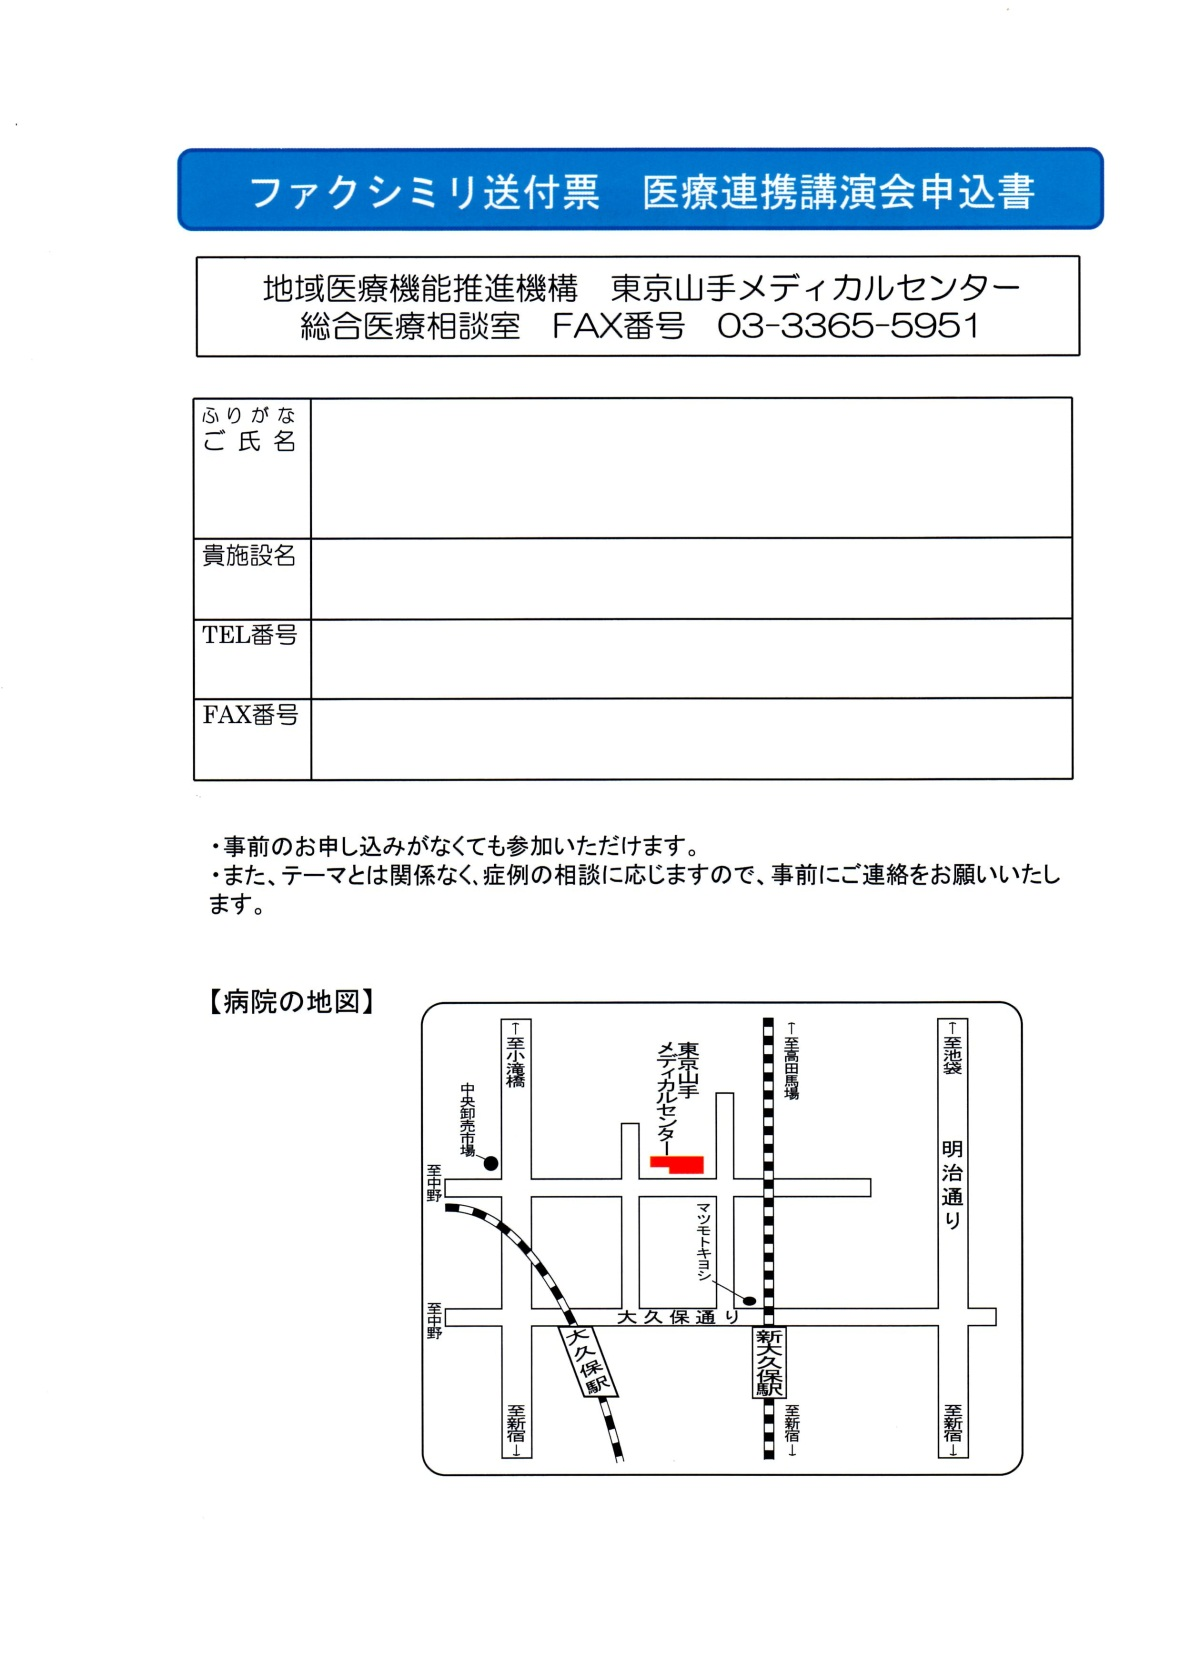 ファクシミリ送付票　医療連携講演会申込書
地域医療機能推進機構　東京山手メディカルセンター
総合医療相談室　FAX番号　03-3365-5951
ふりがな
ご氏名
貴施設名
TEL番号
FAX番号
・事前のお申し込みがなくても参加いただけます。
・また、テーマとは関係なく、症例の相談に応じますので、事前にご連絡をお願いいたし
ます。
【病院の地図】
↑至小滝橋
東京山手
メディカルセンター
↑至高田馬場
↑至池袋
中央卸売市場
明治通り
至中野
マツモトキヨシ
至中野
大久保通り
大久保駅
新大久保駅
至新宿↓
至新宿↓
至新宿↓